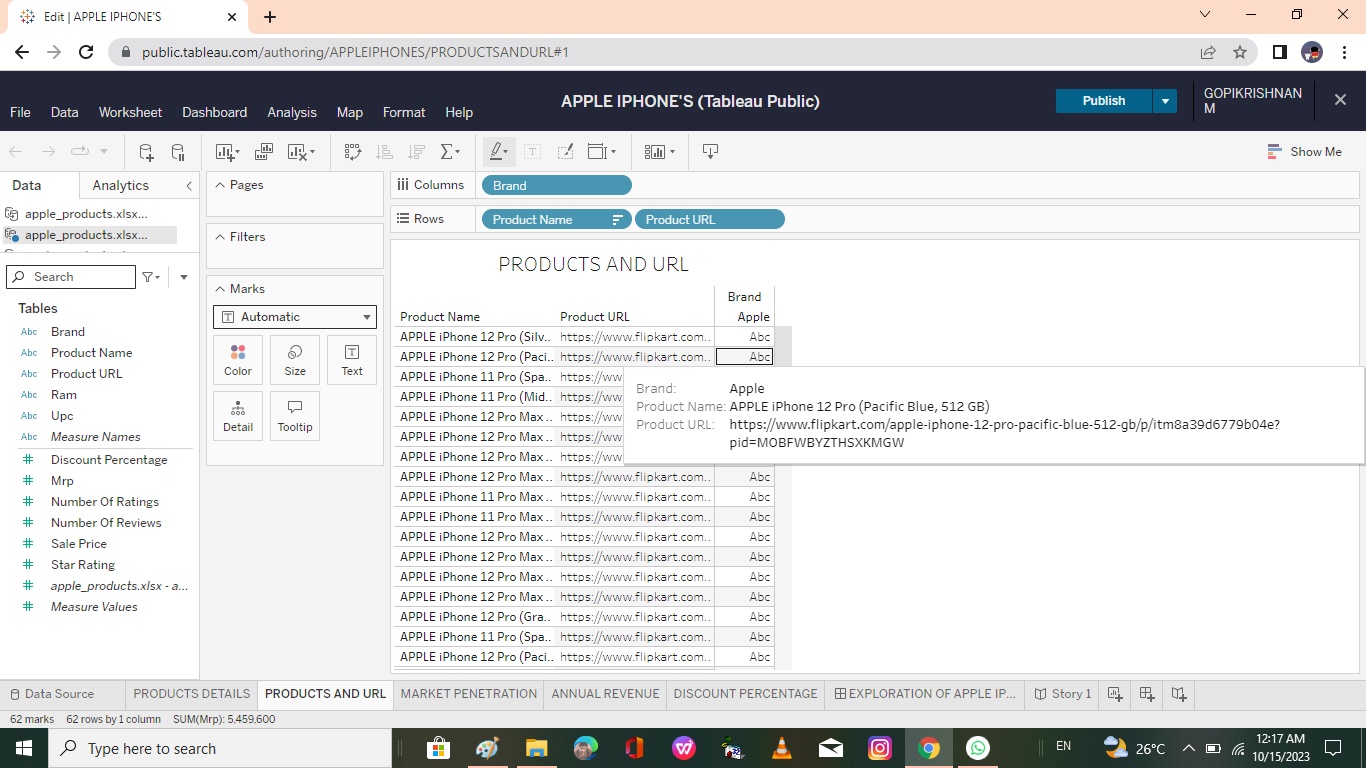 Edit | APPLE IPHONE'S
public.tableau.com/authoring/APPLEIPHONES/PRODUCTSANDURL#1
File Data Worksheet Dashboard Analysis Map Format Help
APPLE IPHONE'S (Tableau Public)
Publish
GOPIKRISHNAN
M
Show Me
Data Analytics
apple_products.xlsx...
apple_products.xlsx...
Search
Tables
Abc Brand
Abc Product Name
Abc Product URL
Abc Ram
Abc Upc
Abc Measure Names
# Discount Percentage
# Mrp
# Number Of Ratings
# Number Of Reviews
# Sale Price
# Star Rating
# apple_products.xlsx - a...
# Measure Values
Pages
Filters
Marks
Automatic
Color Size Text
Detail Tooltip
Columns Brand
Rows Product Name Product URL
PRODUCTS AND URL
Brand
Product Name Product URL Apple
APPLE iPhone 12 Pro (Silv.. https://www.flipkart.com.. Abc
APPLE iPhone 12 Pro (Paci.. https://www.flipkart.com.. Abc
APPLE iPhone 11 Pro (Spa.. https://ww
APPLE iPhone 11 Pro (Mid.. https://ww
APPLE iPhone 12 Pro Max .. https://ww
APPLE iPhone 12 Pro Max .. https://ww
APPLE iPhone 12 Pro Max .. https://ww
Brand: Apple
Product Name: APPLE iPhone 12 Pro (Pacific Blue, 512 GB)
Product URL: https://www.flipkart.com/apple-iphone-12-pro-pacific-blue-512-gb/p/itm8a39d6779b04e?
pid=MOBFWBYZTHSXKMGW
APPLE iPhone 12 Pro Max .. https://www.flipkart.com.. Abc
APPLE iPhone 11 Pro Max .. https://www.flipkart.com.. Abc
APPLE iPhone 11 Pro Max .. https://www.flipkart.com.. Abc
APPLE iPhone 12 Pro Max .. https://www.flipkart.com.. Abc
APPLE iPhone 12 Pro Max .. https://www.flipkart.com.. Abc
APPLE iPhone 12 Pro Max .. https://www.flipkart.com.. Abc
APPLE iPhone 12 Pro Max .. https://www.flipkart.com.. Abc
APPLE iPhone 12 Pro (Gra.. https://www.flipkart.com.. Abc
APPLE iPhone 11 Pro (Spa.. https://www.flipkart.com.. Abc
APPLE iPhone 12 Pro (Paci.. https://www.flipkart.com.. Abc
Data Source PRODUCTS DETAILS PRODUCTS AND URL MARKET PENETRATION ANNUAL REVENUE DISCOUNT PERCENTAGE EXPLORATION OF APPLE IP... Story 1
62 marks 62 rows by 1 column SUM(Mrp): 5,459,600
Type here to search
EN
26°C
12:17 AM
10/15/2023